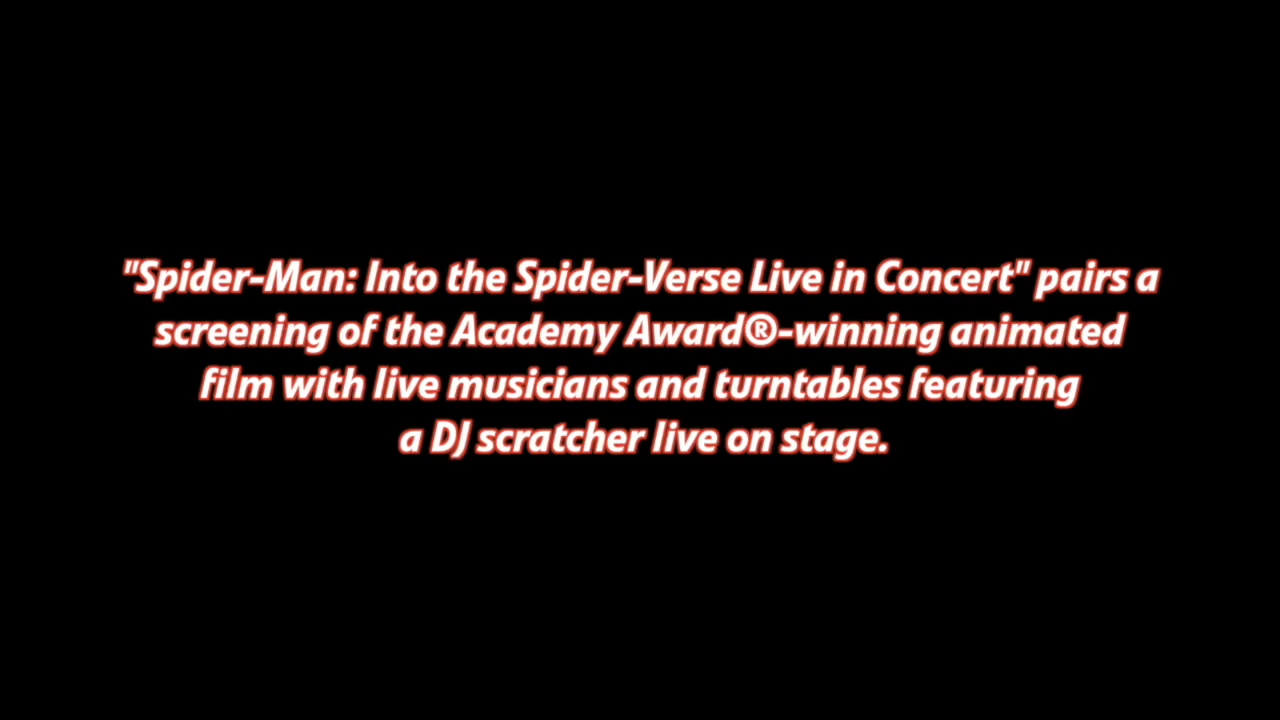 "Spider-Man: Into the Spider-Verse Live in Concert" pairs a
screening of the Academy Award®-winning animated
film with live musicians and turntables featuring
a DJ scratcher live on stage.